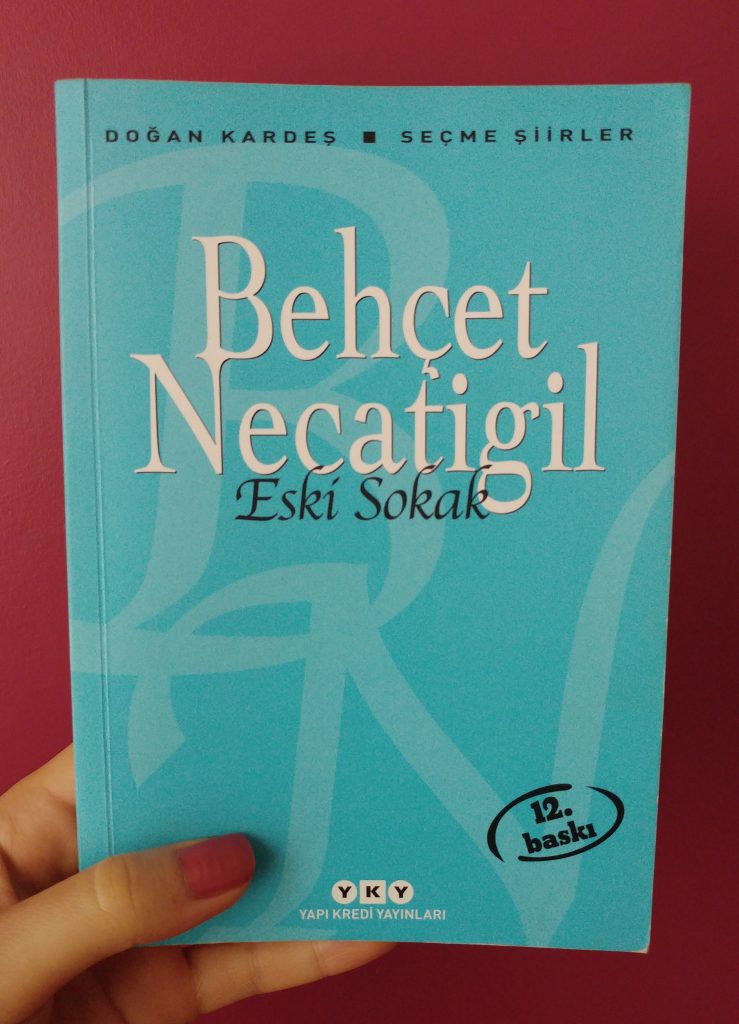 DOĞAN KARDEŞ ■ SEÇME ŞİİRLER
Behçet
Necatigil
Eski Sokak
12.
baskı
YKY
YAPI KREDİ YAYINLARI